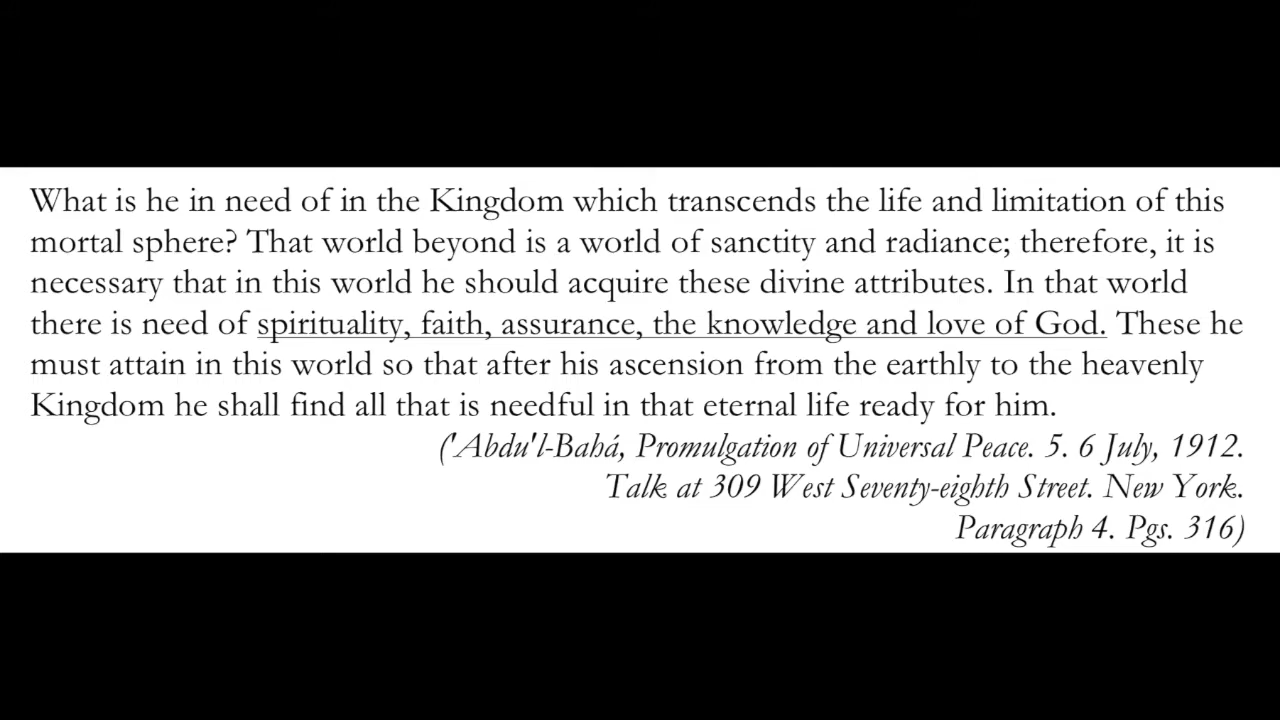 What is he in need of in the Kingdom which transcends the life and limitation of this
mortal sphere? That world beyond is a world of sanctity and radiance; therefore, it is
necessary that in this world he should acquire these divine attributes. In that world
there is need of spirituality, faith, assurance, the knowledge and love of God. These he
must attain in this world so that after his ascension from the earthly to the heavenly
Kingdom he shall find all that is needful in that eternal life ready for him.
('Abdu'l-Bahá, Promulgation of Universal Peace. 5. 6 July, 1912.
Talk at 309 West Seventy-eighth Street. New York.
Paragraph 4. Pgs. 316)